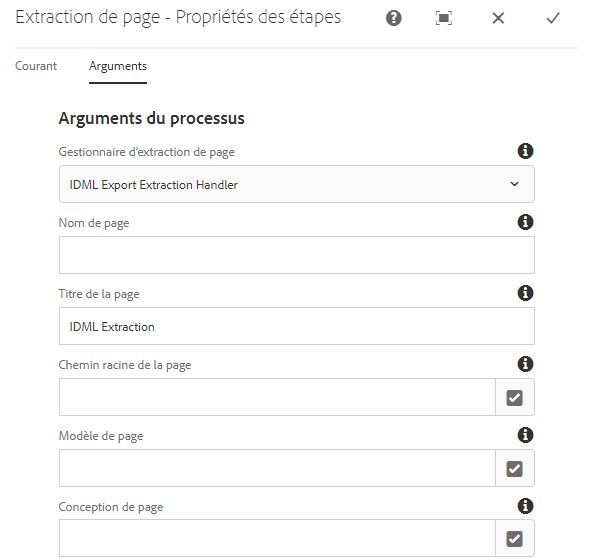 Extraction de page - Propriétés des étapes
Courant Arguments
Arguments du processus
Gestionnaire d'extraction de page
IDML Export Extraction Handler
Nom de page
Titre de la page
IDML Extraction
Chemin racine de la page
Modèle de page
Conception de page